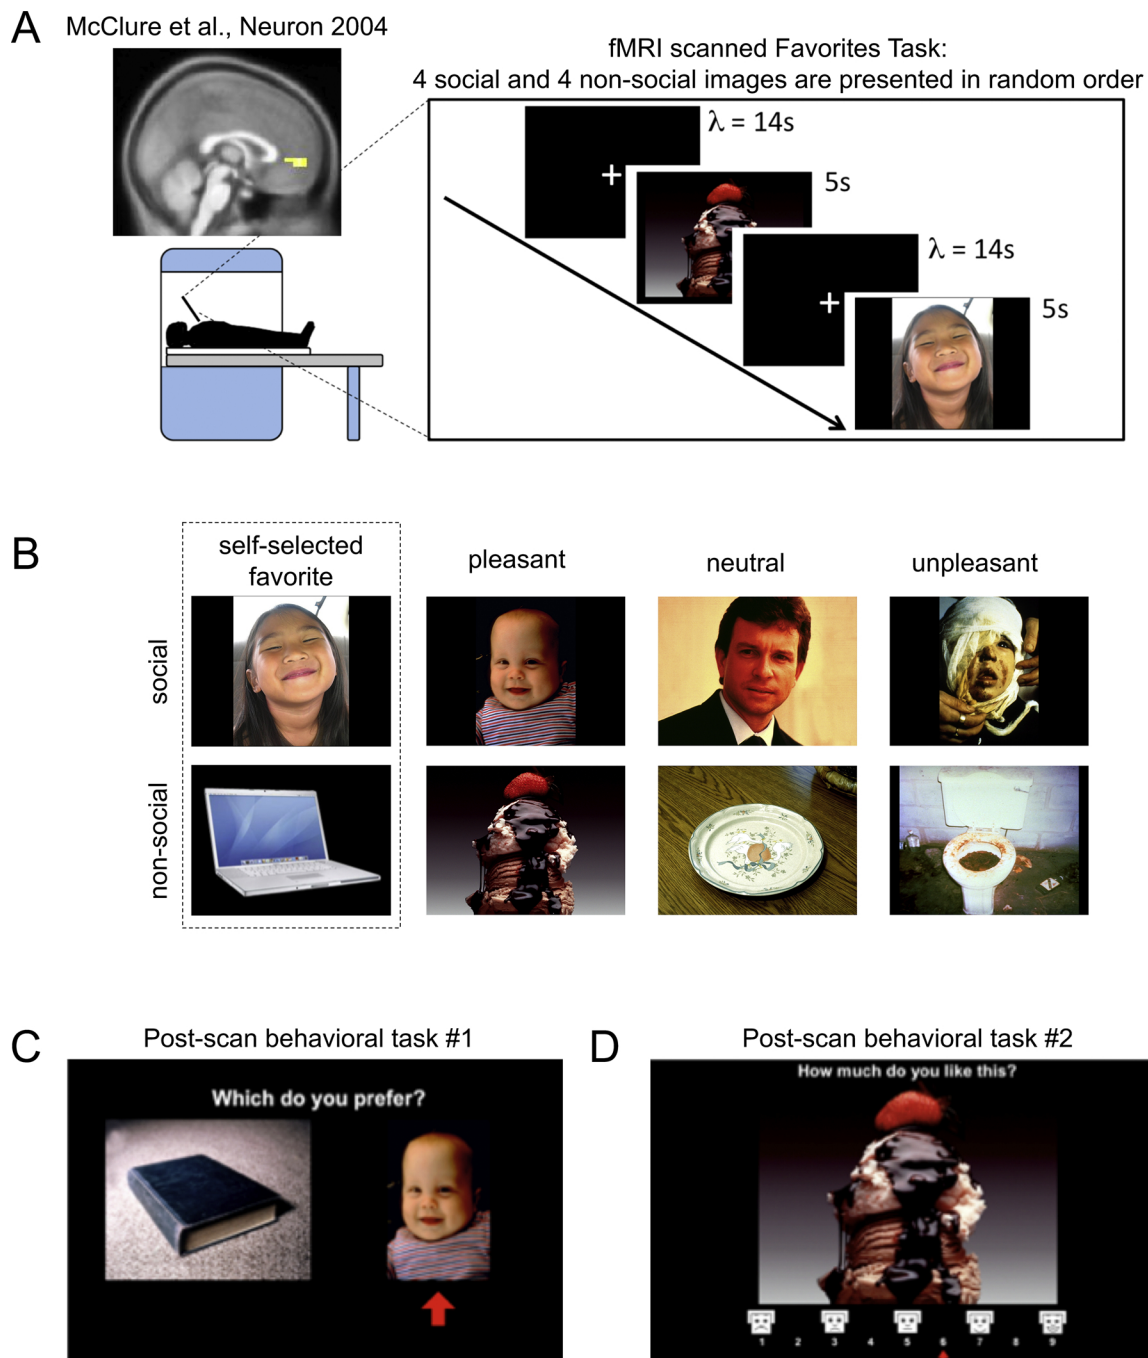 A
McClure et al., Neuron 2004
fMRI scanned Favorites Task:
4 social and 4 non-social images are presented in random order
λ = 14s
5s
λ = 14s
5s
B
self-selected
favorite
pleasant
neutral
unpleasant
social
non-social
C
Post-scan behavioral task #1
Which do you prefer?
D
Post-scan behavioral task #2
How much do you like this?
1 2 3 4 5 6 7 8 9